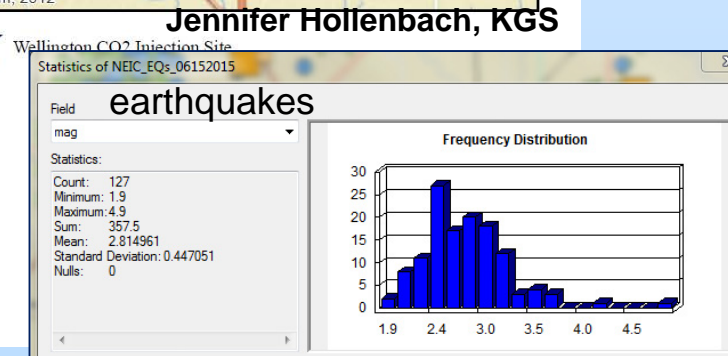 , 2012
Jennifer Hollenbach, KGS
Wellington CO2 Injection Site
Statistics of NEIC_EQs_06152015
Field
earthquakes
mag
Statistics:
Count: 127
Minimum: 1.9
Maximum: 4.9
Sum: 357.5
Mean: 2.814961
Standard Deviation: 0.447051
Nulls: 0
Frequency Distribution
30
25
20
15
10
5
0
1.9 2.4 3.0 3.5 4.0 4.5